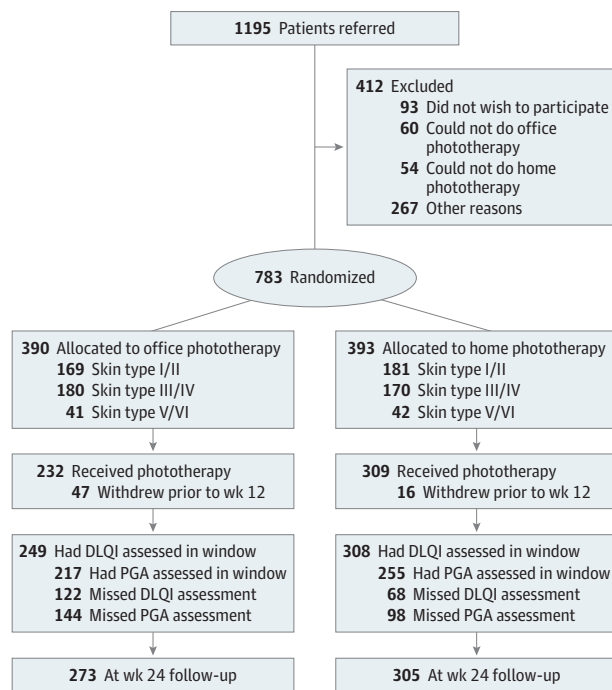 1195 Patients referred
412 Excluded
93 Did not wish to participate
60 Could not do office
phototherapy
54 Could not do home
phototherapy
267 Other reasons
783 Randomized
390 Allocated to office phototherapy
169 Skin type I/II
180 Skin type III/IV
41 Skin type V/VI
393 Allocated to home phototherapy
181 Skin type I/II
170 Skin type III/IV
42 Skin type V/VI
232 Received phototherapy
47 Withdrew prior to wk 12
309 Received phototherapy
16 Withdrew prior to wk 12
249 Had DLQI assessed in window
217 Had PGA assessed in window
122 Missed DLQI assessment
144 Missed PGA assessment
308 Had DLQI assessed in window
255 Had PGA assessed in window
68 Missed DLQI assessment
98 Missed PGA assessment
273 At wk 24 follow-up
305 At wk 24 follow-up